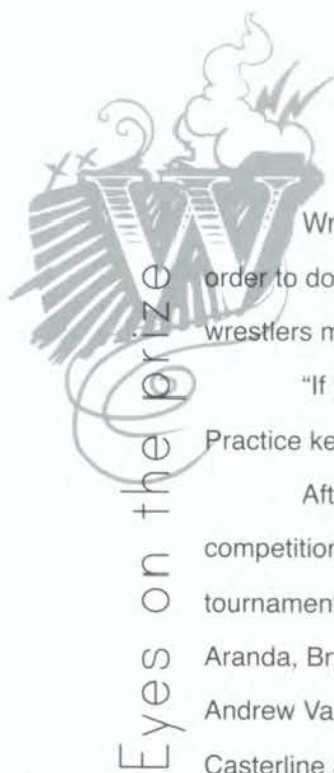 W
Eyes on the prize
Wr
order to do
wrestlers m
"If
Practice ke
Aft
competition
tournament
Aranda, Br
Andrew Va
Casterline